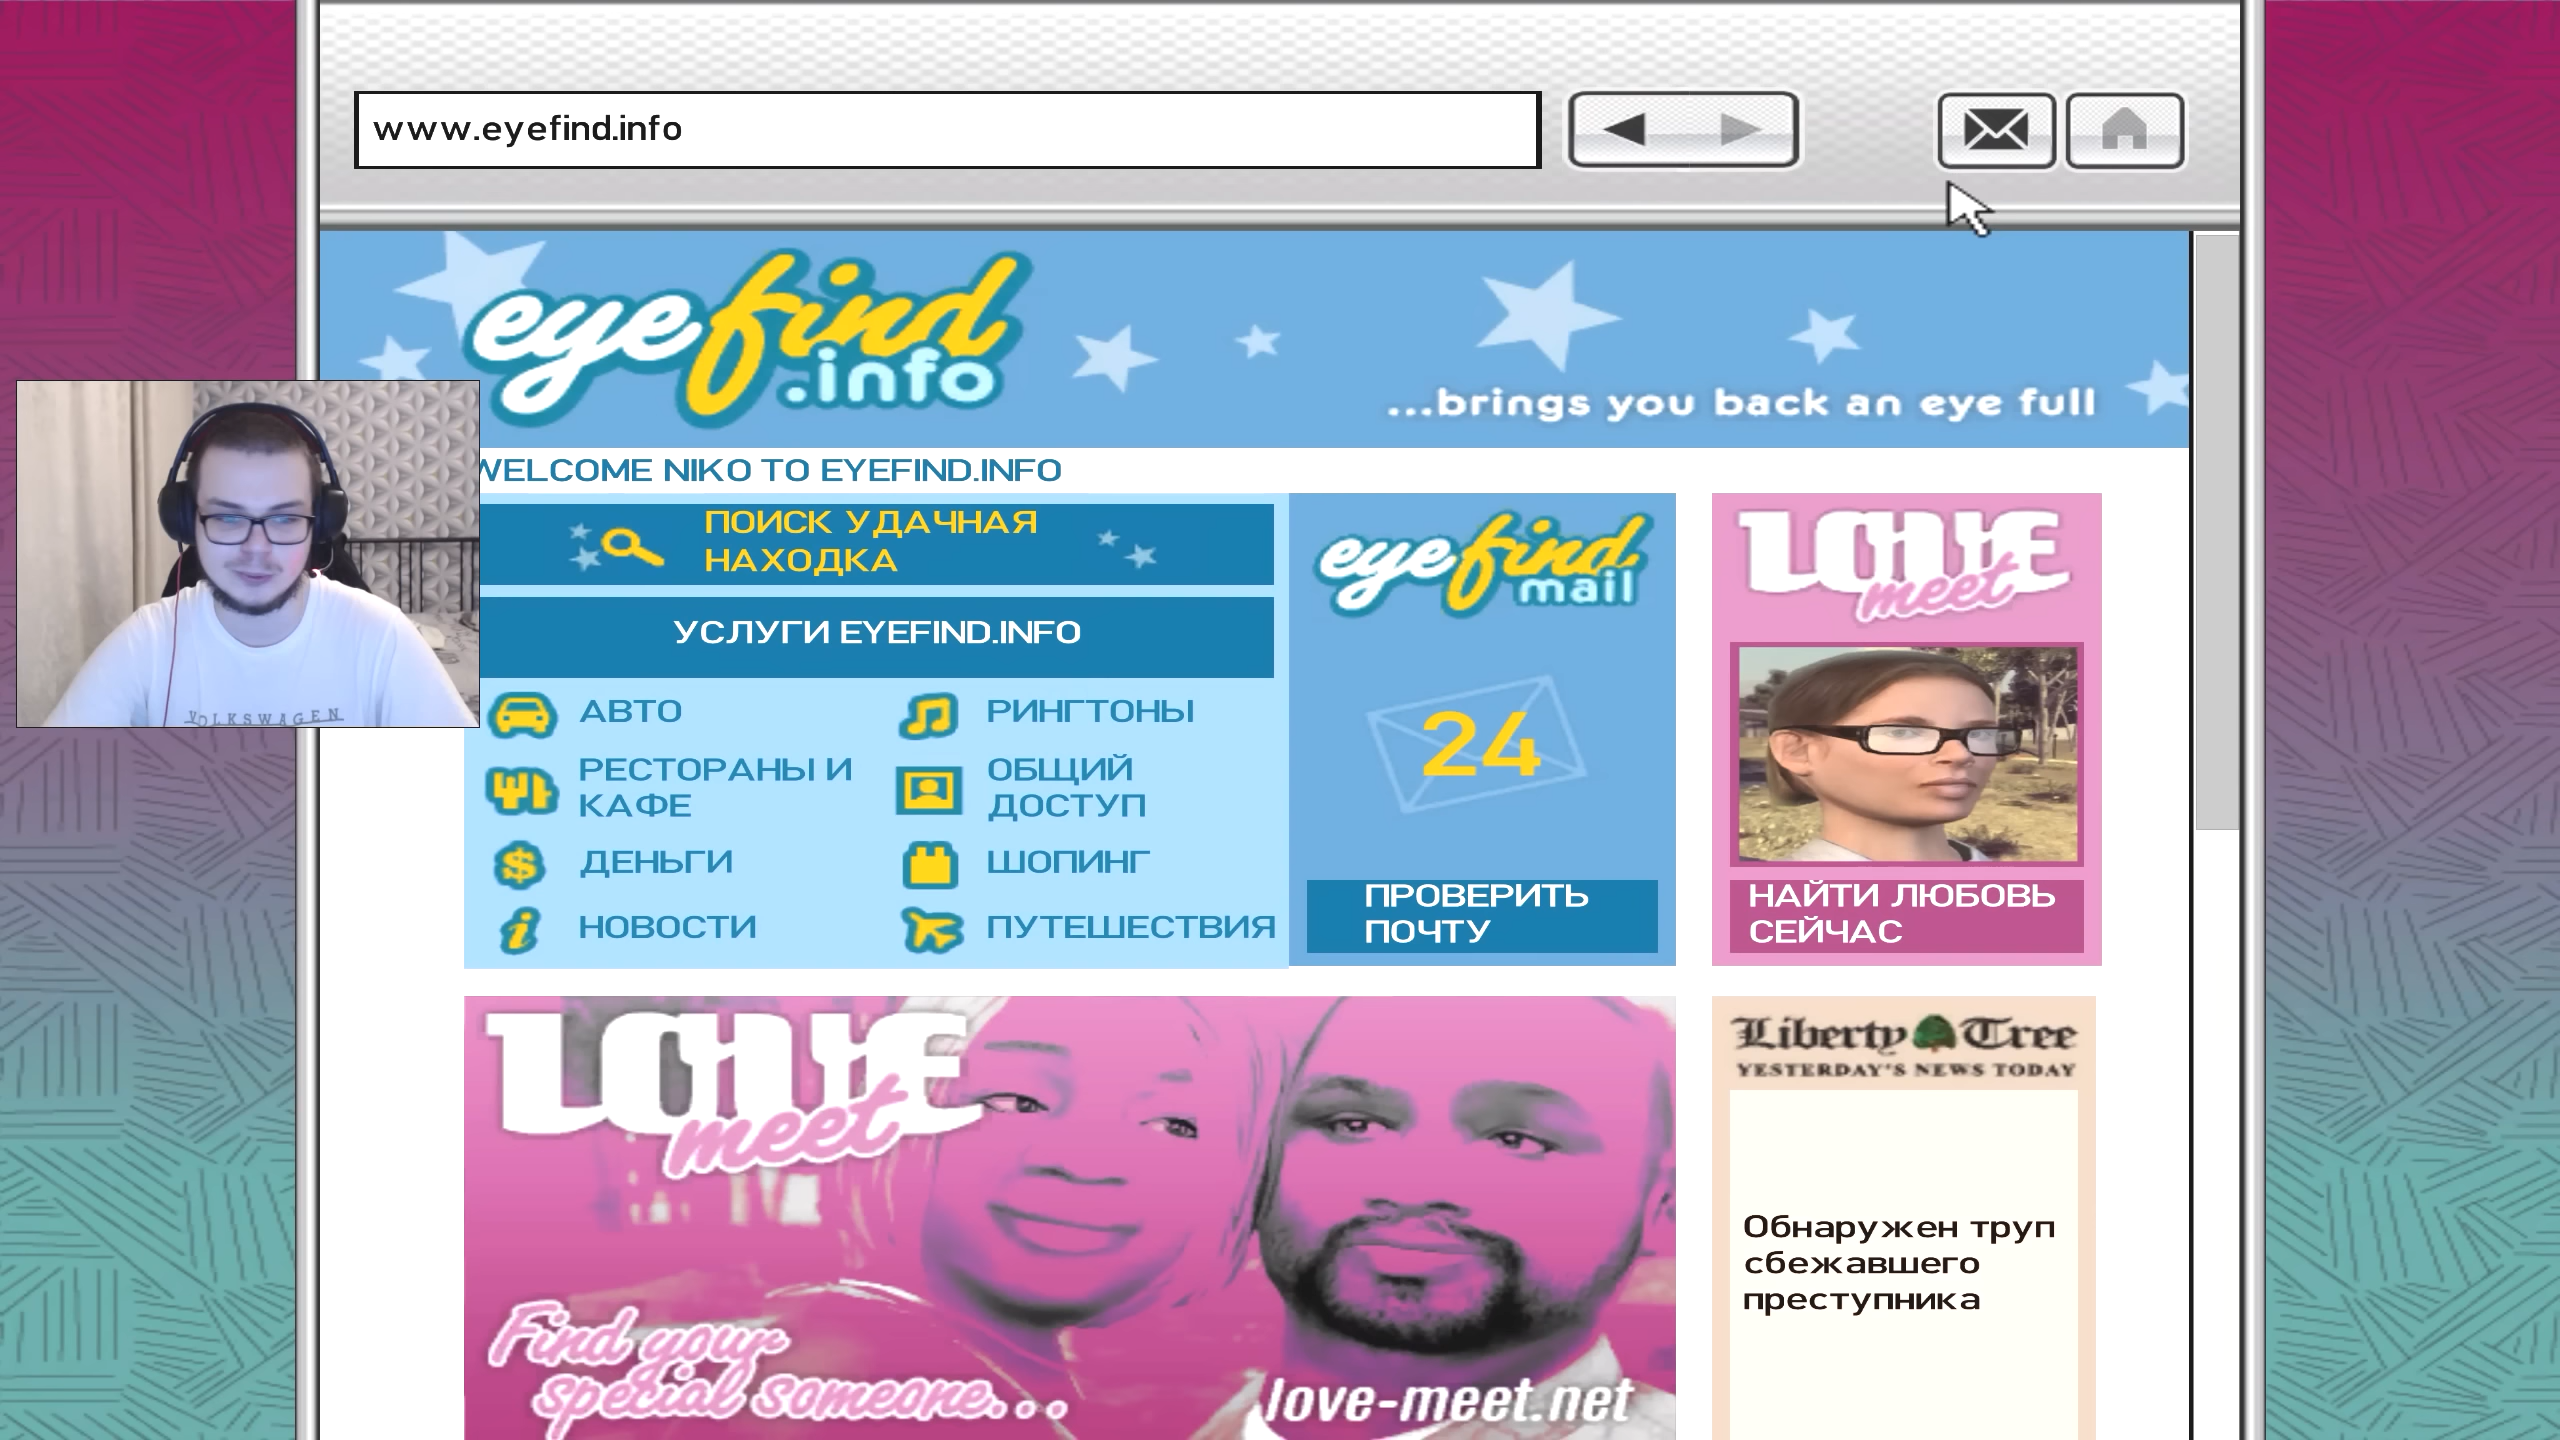 www.eyefind.info
eyefind
.info
...brings you back an eye full
WELCOME NIKO TO EYEFIND.INFO
ПОИСК УДАЧНАЯ
НАХОДКА
УСЛУГИ EYEFIND.INFO
АВТО
РИНГТОНЫ
РЕСТОРАНЫ И
КАФЕ
ОБЩИЙ
ДОСТУП
ДЕНЬГИ
ШОПИНГ
НОВОСТИ
ПУТЕШЕСТВИЯ
eyefind
mail
24
ПРОВЕРИТЬ
ПОЧТУ
LOVE
meet
НАЙТИ ЛЮБОВЬ
СЕЙЧАС
VOLKSWAGEN
LOVE
meet
Find your
special someone...
love-meet.net
Liberty Tree
YESTERDAY'S NEWS TODAY
Обнаружен труп
сбежавшего
преступника